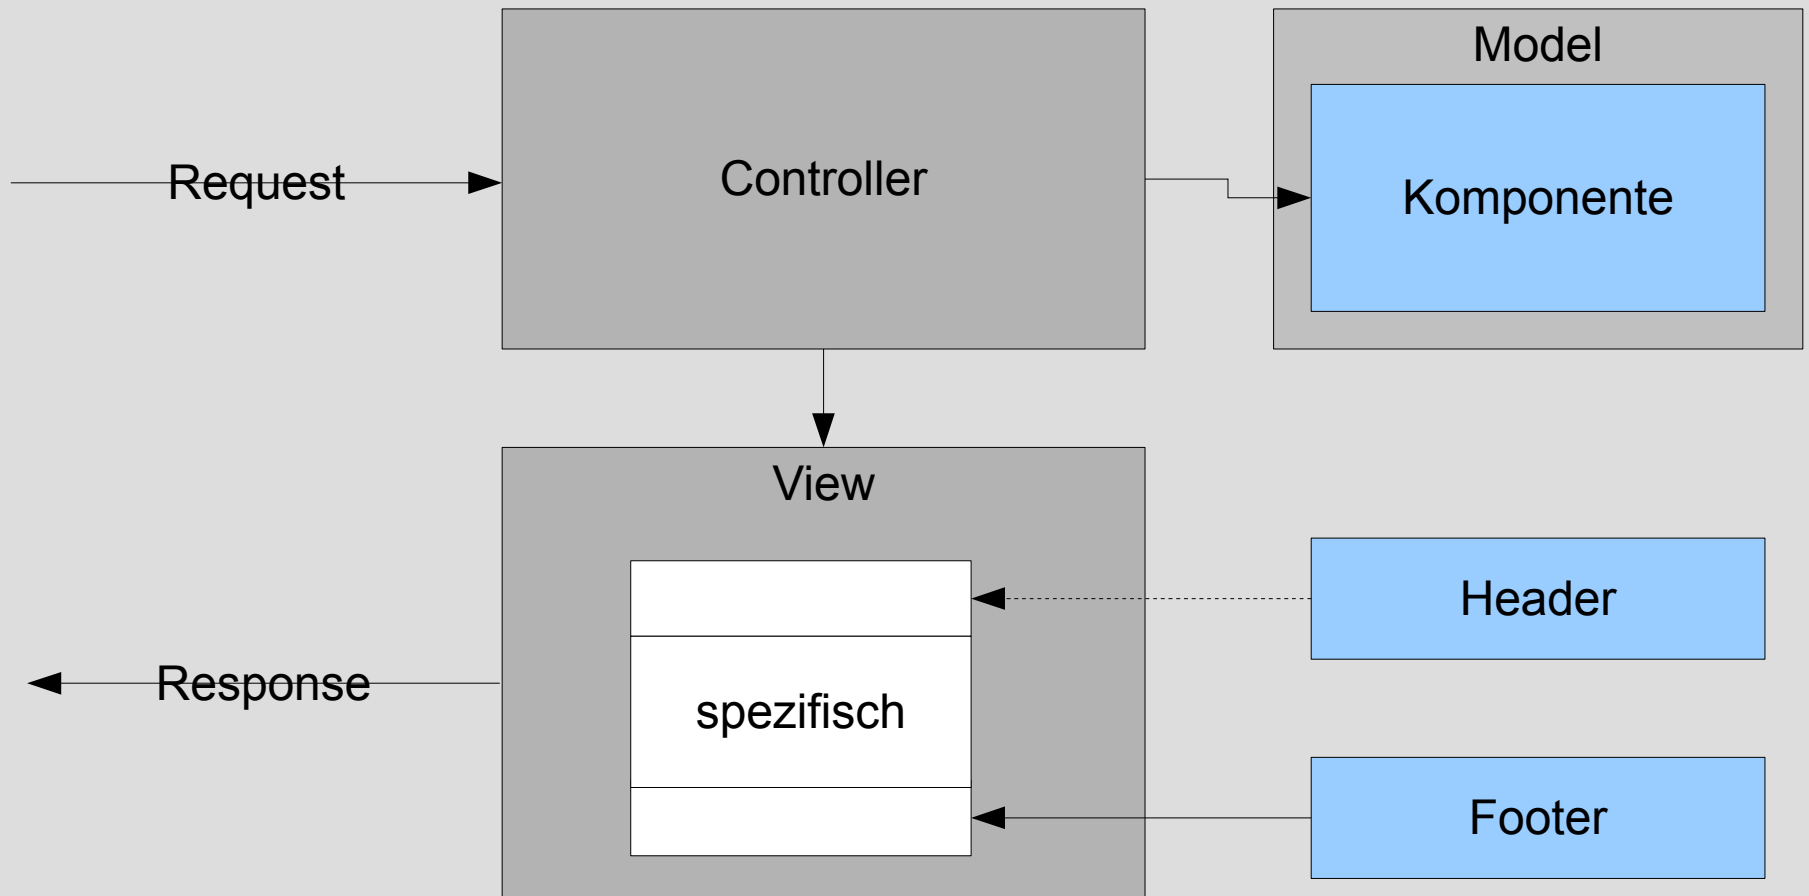 Model
Request
Controller
Komponente
View
Header
Response
spezifisch
Footer